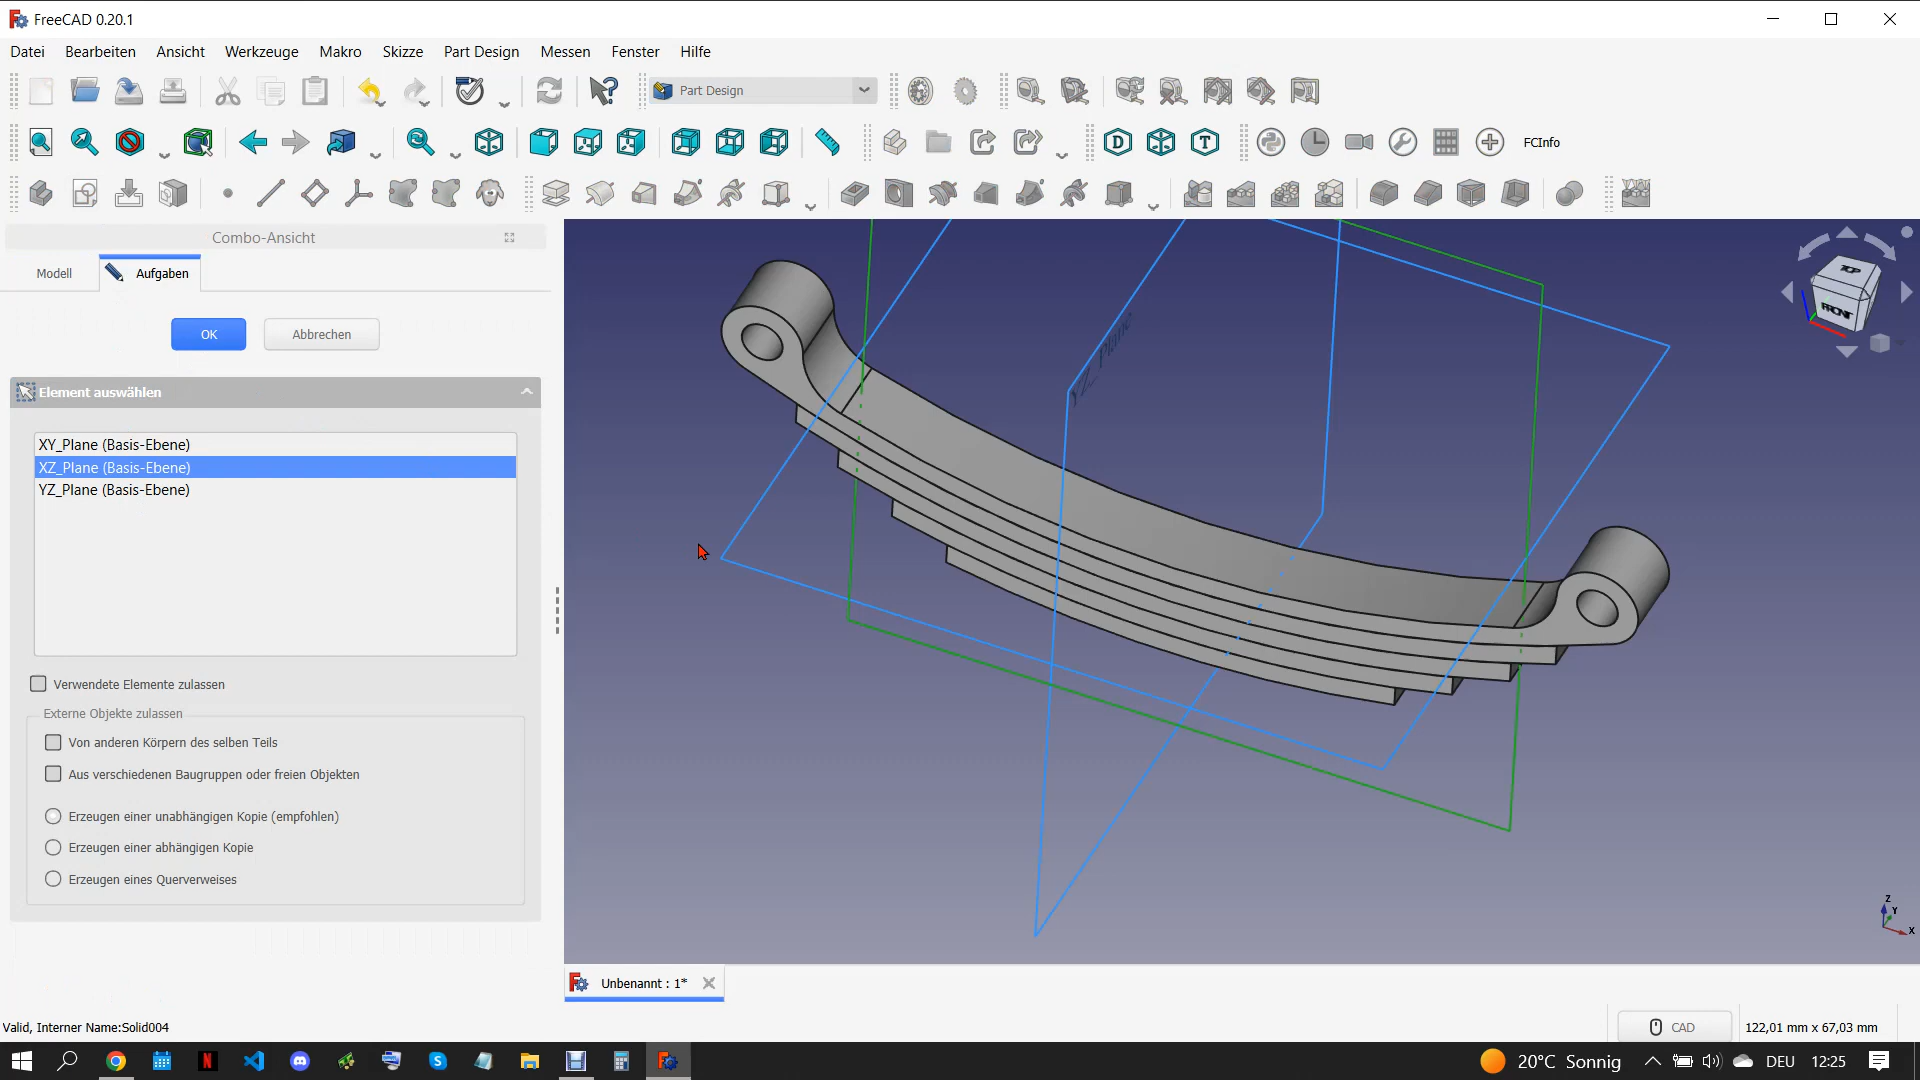 FreeCAD 0.20.1
Datei Bearbeiten Ansicht Werkzeuge Makro Skizze Part Design Messen Fenster Hilfe
Part Design
D T FCInfo
Combo-Ansicht
Modell Aufgaben
OK Abbrechen
Element auswählen
XY_Plane (Basis-Ebene)
XZ_Plane (Basis-Ebene)
YZ_Plane (Basis-Ebene)
Verwendete Elemente zulassen
Externe Objekte zulassen
Von anderen Körpern des selben Teils
Aus verschiedenen Baugruppen oder freien Objekten
Erzeugen einer unabhängigen Kopie (empfohlen)
Erzeugen einer abhängigen Kopie
Erzeugen eines Querverweises
YZ_Plane
TOP
FRONT
Z
Y
X
Unbenannt : 1*
Valid, Interner Name:Solid004
CAD 122,01 mm x 67,03 mm
N S 20°C Sonnig DEU 12:25